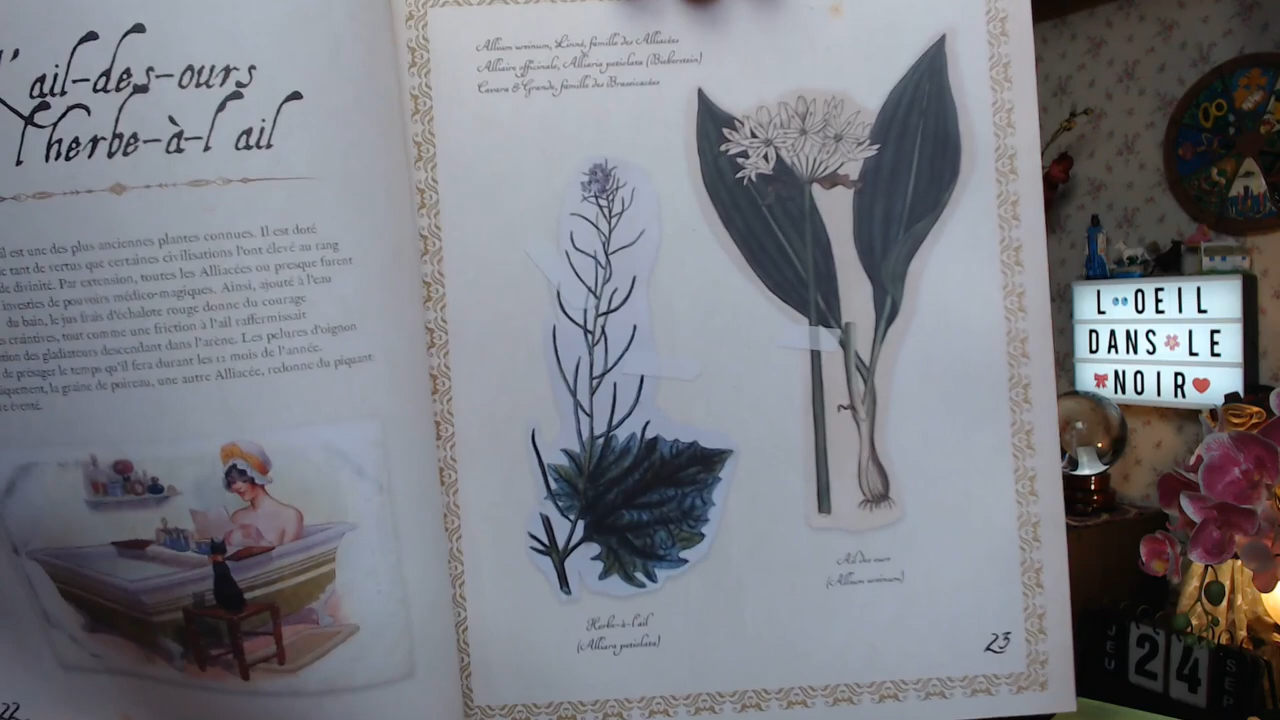 L'ail-des-ours
l'herbe-à-l'ail
il est une des plus anciennes plantes connues. Il est doté
de tant de vertus que certaines civilisations l'ont élevé au rang
de divinité. Par extension, toutes les Alliacées ou presque furent
investies de pouvoirs médico-magiques. Ainsi, ajouté à l'eau
du bain, le jus frais d'échalote rouge donne du courage
craintives, tout comme une friction à l'ail raffermissait
des gladiateurs descendant dans l'arène. Les pelures d'oignon
de présager le temps qu'il fera durant les 12 mois de l'année.
la graine de poireau, une autre Alliacée, redonne du piquant
éventé.
22
Allium ursinum, Linné, famille des Alliacées
Alliaire officinale, Alliaria petiolata (Bieberstein)
Cavara & Grande, famille des Brassicacées
Herbe-à-l'ail
(Alliara petiolata)
Ail des ours
(Allium ursinum)
23
L OEIL
DANS LE
NOIR
JEU 24 SEP